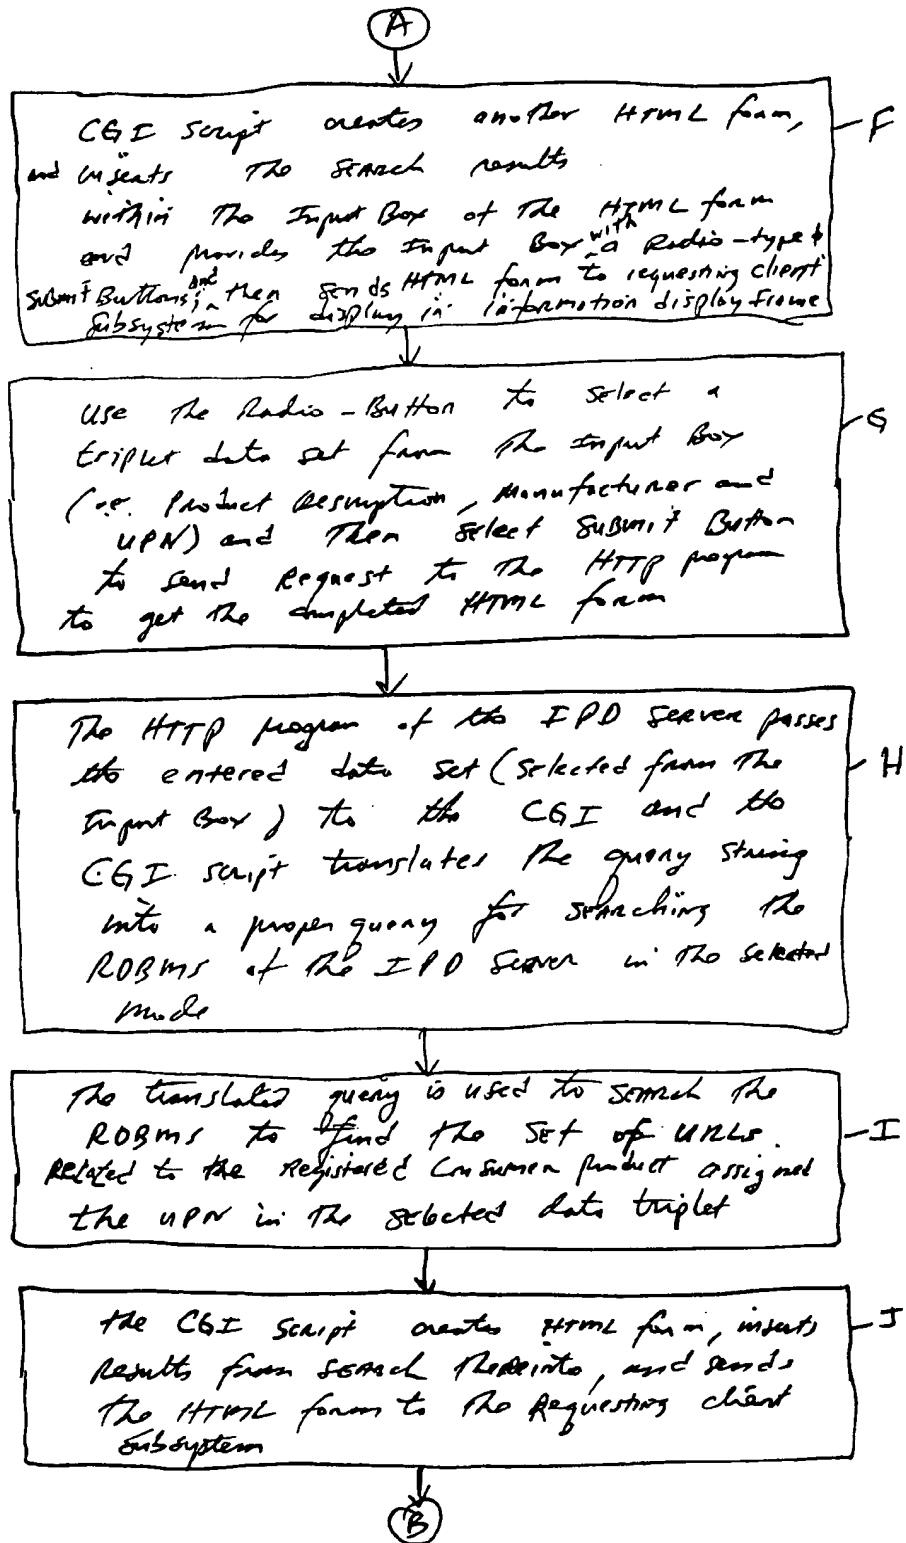 A
CGI script creates another HTML form,
and inserts the search results
within the Input Box of the HTML form
and provides the Input Box with a Radio-type &
Submit Buttons; and then sends HTML form to requesting client
subsystem for display in information display frame
F
use the Radio-Button to select a
triplet data set from the Input Box
(i.e. Product Description, Manufacturer and
UPN) and then select Submit Button
to send Request to the HTTP program
to get the completed HTML form
G
The HTTP program of the IPD Server passes
the entered data set (selected from the
Input Box) to the CGI and the
CGI script translates the query string
into a proper query for searching the
RDBMS of the IPD Server in the selected
mode
H
The translated query is used to search the
RDBMS to find the set of URLs
Related to the Registered Consumer product assigned
the UPN in the selected data triplet
I
the CGI script creates HTML form, inserts
results from search thereinto, and sends
the HTML form to the Requesting client
subsystem
J
B